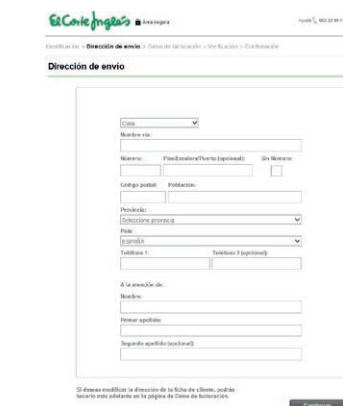 El Corte Inglés Área segura
Identificación > Dirección de envío > Datos de facturación > Verificación > Confirmación
Dirección de envío
Calle
Nombre vía:
Número: Piso/Escalera/Puerta (opcional): Sin Número:
Código postal: Población:
Provincia:
Seleccione provincia
País:
ESPAÑA
Teléfono 1: Teléfono 2 (opcional):
A la atención de:
Nombre:
Primer apellido:
Segundo apellido (opcional):
Si deseas modificar la dirección de tu ficha de cliente, podrás
hacerlo más adelante en la página de Datos de facturación.
Continuar